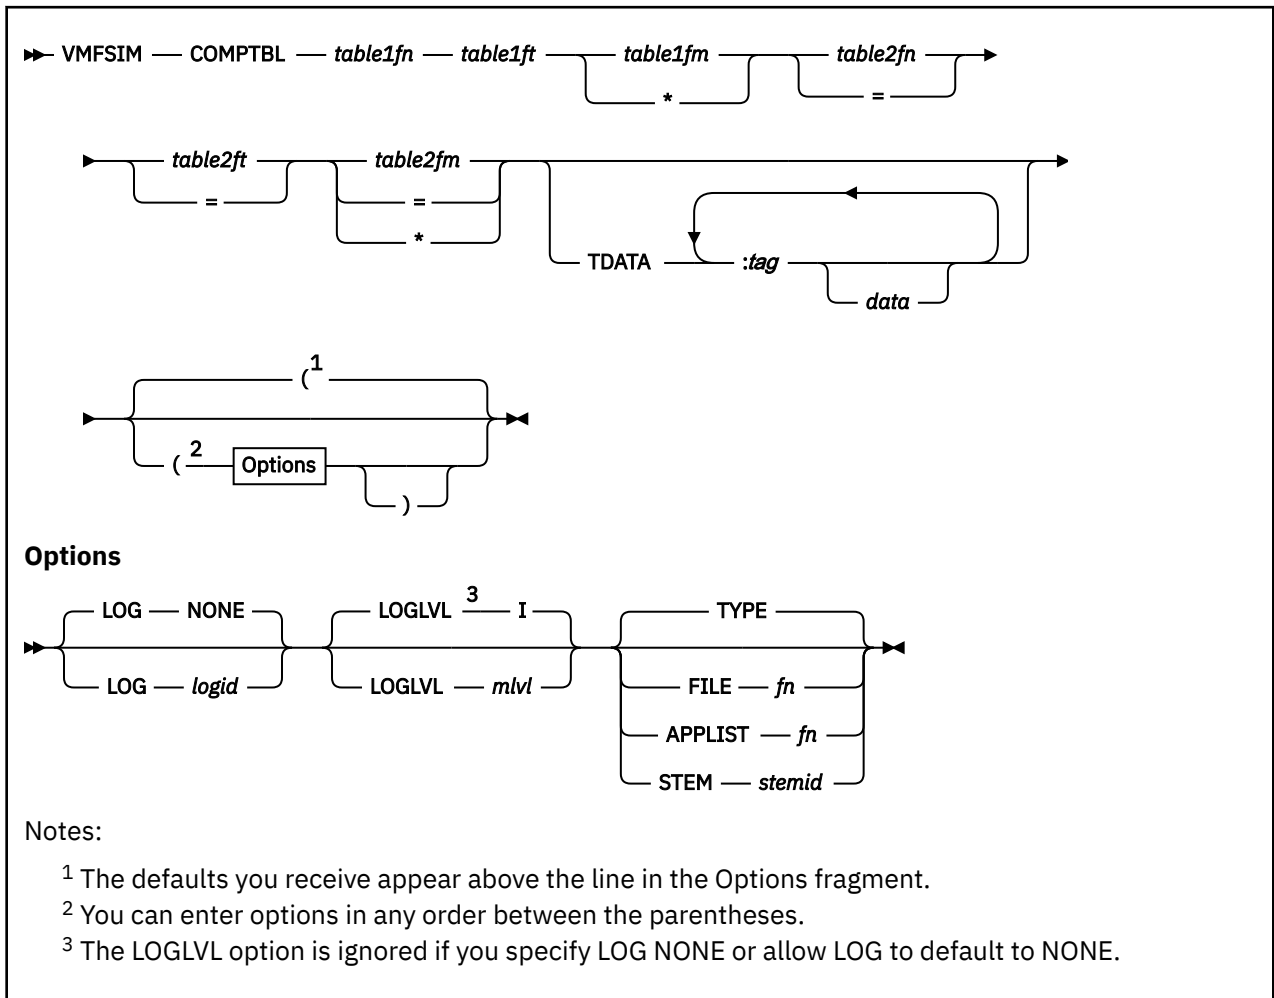 VMFSIM COMPTBL table1fn table1ft table1fm table2fn
* =
table2ft table2fm
= =
*
TDATA :tag
data
( 1
( 2 Options
)
Options
LOG NONE LOGLVL 3 I TYPE
LOG logid LOGLVL mlvl FILE fn
APPLIST fn
STEM stemid
Notes:
1 The defaults you receive appear above the line in the Options fragment.
2 You can enter options in any order between the parentheses.
3 The LOGLVL option is ignored if you specify LOG NONE or allow LOG to default to NONE.